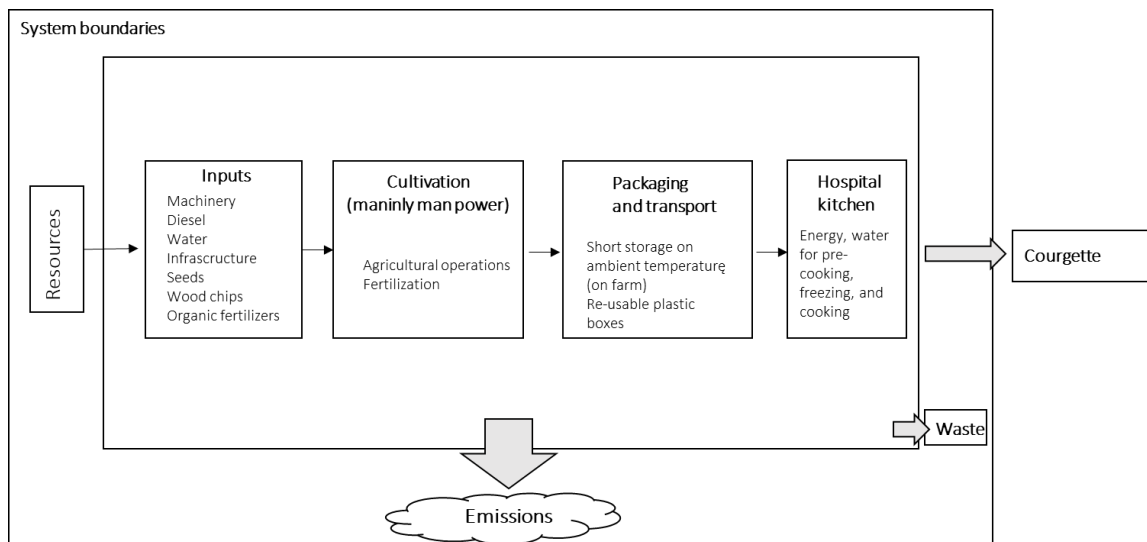 System boundaries
Resources
Inputs
Machinery
Diesel
Water
Infrascructure
Seeds
Wood chips
Organic fertilizers
Cultivation
(maninly man power)
Agricultural operations
Fertilization
Packaging
and transport
Short storage on
ambient temperaturę
(on farm)
Re-usable plastic
boxes
Hospital
kitchen
Energy, water
for pre-
cooking,
freezing, and
cooking
Courgette
Waste
Emissions